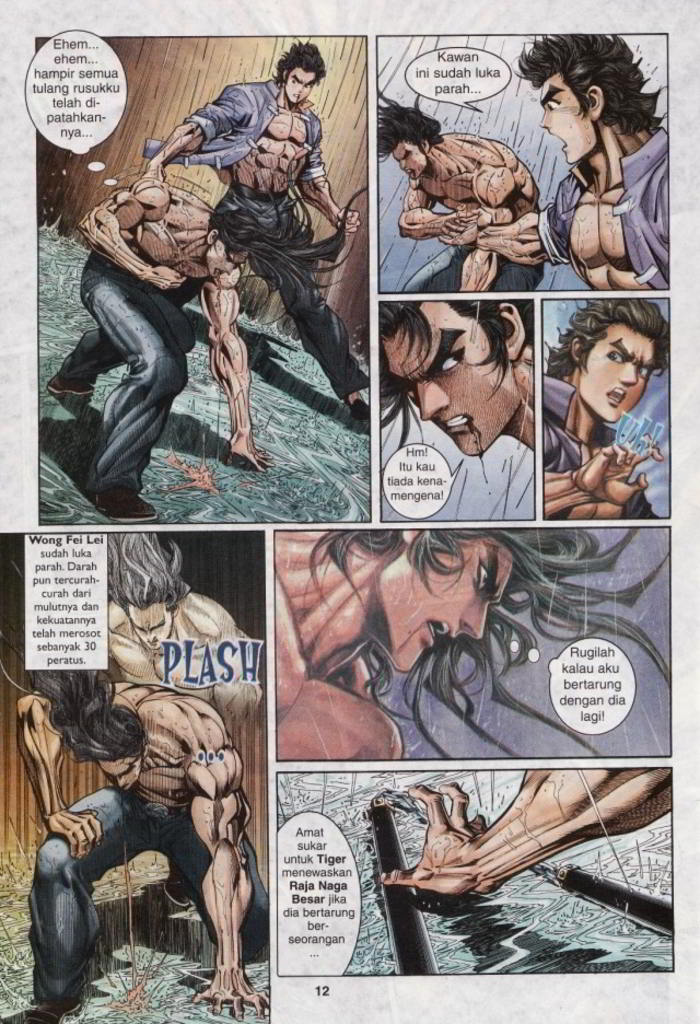 Ehem...
ehem...
hampir semua
tulang rusukku
telah di-
patahkan-
nya...
Kawan
ini sudah luka
parah...
Hm!
Itu kau
tiada kena-
mengena!
Uh!
Wong Fei Lei
sudah luka
parah. Darah
pun tercurah-
curah dari
mulutnya dan
kekuatannya
telah merosot
sebanyak 30
peratus.
PLASH
...
Rugilah
kalau aku
bertarung
dengan dia
lagi!
Amat
sukar
untuk Tiger
menewaskan
Raja Naga
Besar jika
dia bertarung
ber-
seorangan
...
12